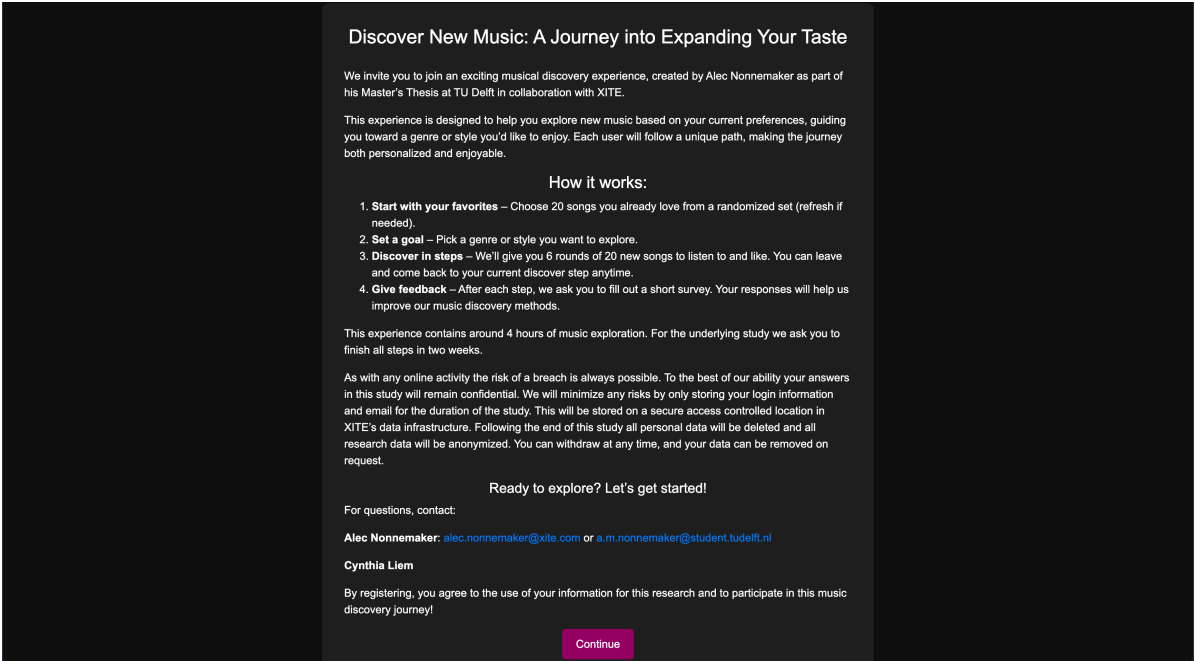 Discover New Music: A Journey into Expanding Your Taste
We invite you to join an exciting musical discovery experience, created by Alec Nonnemaker as part of
his Master's Thesis at TU Delft in collaboration with XITE.
This experience is designed to help you explore new music based on your current preferences, guiding
you toward a genre or style you'd like to enjoy. Each user will follow a unique path, making the journey
both personalized and enjoyable.
How it works:
1. Start with your favorites – Choose 20 songs you already love from a randomized set (refresh if
needed).
2. Set a goal – Pick a genre or style you want to explore.
3. Discover in steps – We'll give you 6 rounds of 20 new songs to listen to and like. You can leave
and come back to your current discover step anytime.
4. Give feedback – After each step, we ask you to fill out a short survey. Your responses will help us
improve our music discovery methods.
This experience contains around 4 hours of music exploration. For the underlying study we ask you to
finish all steps in two weeks.
As with any online activity the risk of a breach is always possible. To the best of our ability your answers
in this study will remain confidential. We will minimize any risks by only storing your login information
and email for the duration of the study. This will be stored on a secure access controlled location in
XITE's data infrastructure. Following the end of this study all personal data will be deleted and all
research data will be anonymized. You can withdraw at any time, and your data can be removed on
request.
Ready to explore? Let's get started!
For questions, contact:
Alec Nonnemaker: alec.nonnemaker@xite.com or a.m.nonnemaker@student.tudelft.nl
Cynthia Liem
By registering, you agree to the use of your information for this research and to participate in this music
discovery journey!
Continue